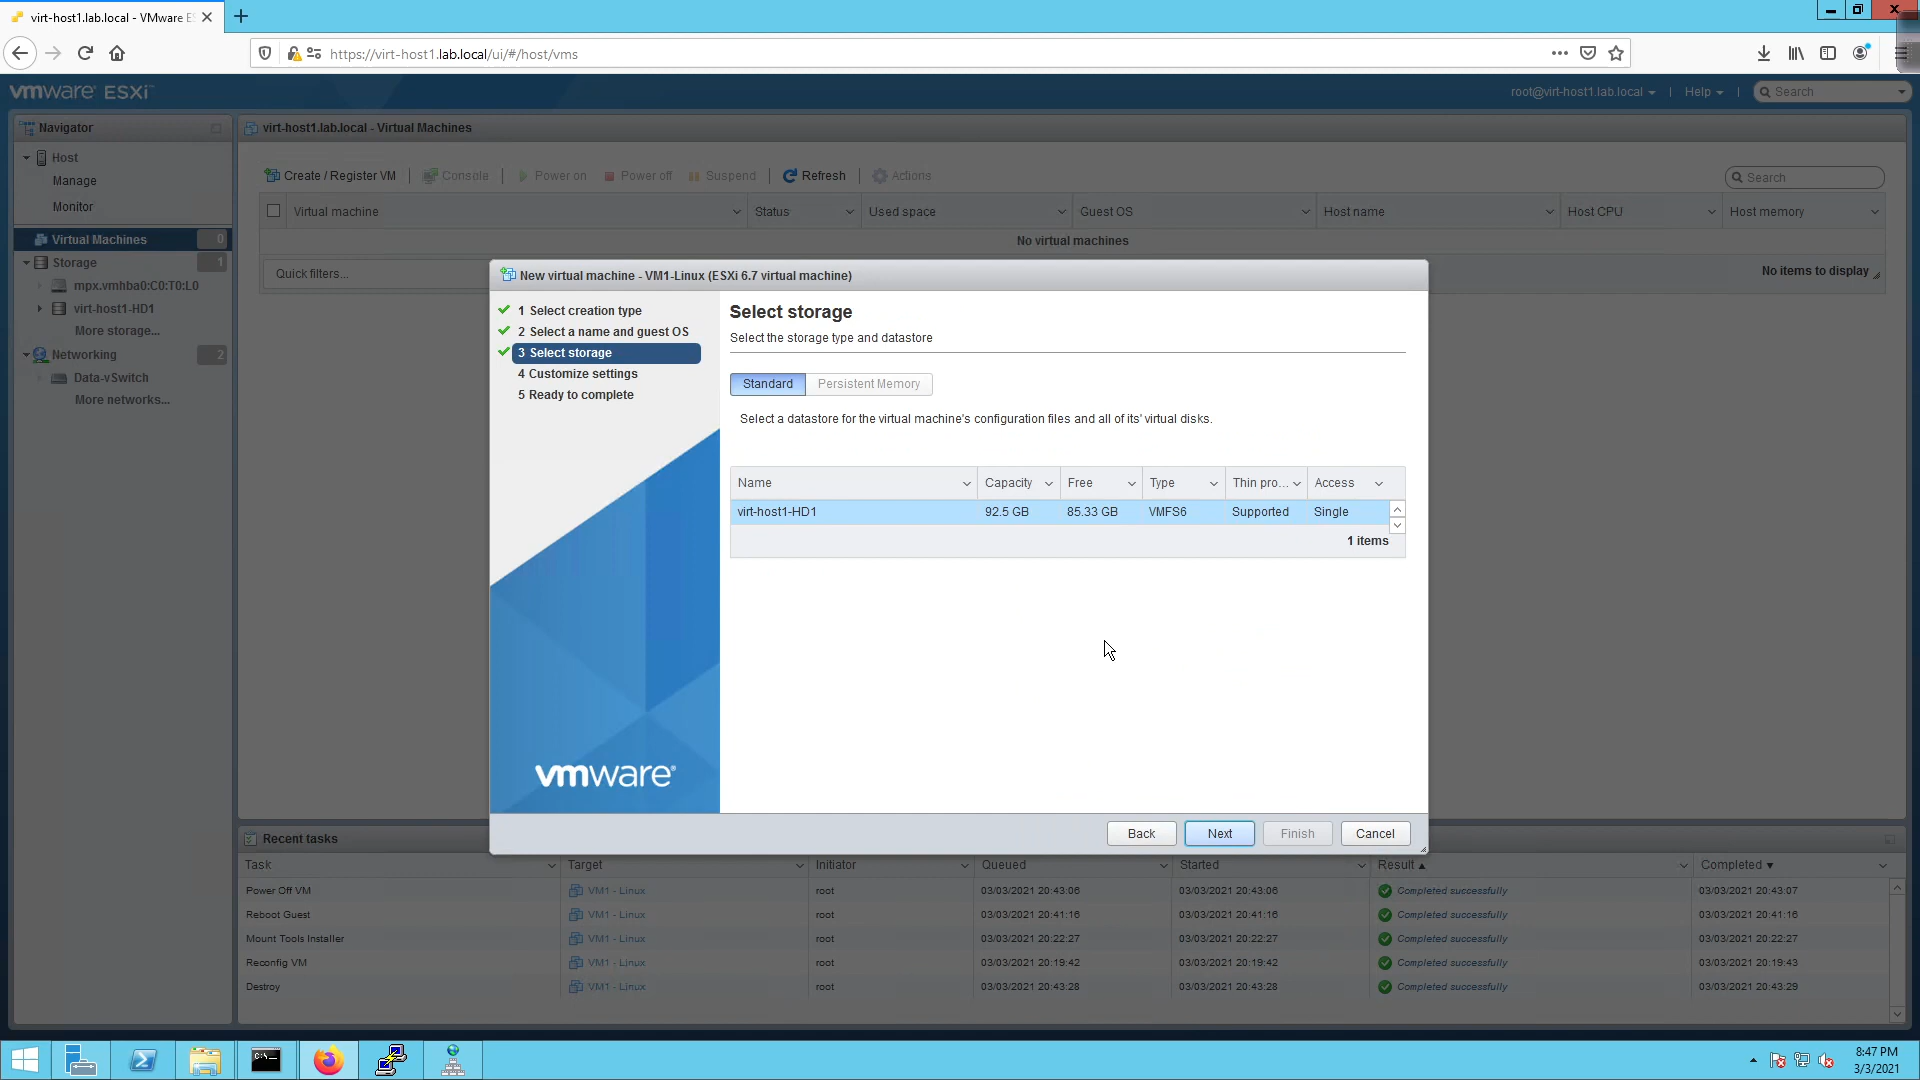 virt-host1.lab.local - VMware ES
https://virt-host1.lab.local/ui/#/host/vms
vmware ESXi
root@virt-host1.lab.local
Help
Search
Navigator
Host
Manage
Monitor
Virtual Machines 0
Storage 1
mpx.vmhba0:C0:T0:L0
virt-host1-HD1
More storage...
Networking 2
Data-vSwitch
More networks...
virt-host1.lab.local - Virtual Machines
Create / Register VM
Console
Power on
Power off
Suspend
Refresh
Actions
Search
Virtual machine Status Used space Guest OS Host name Host CPU Host memory
No virtual machines
Quick filters...
No items to display
New virtual machine - VM1-Linux (ESXi 6.7 virtual machine)
1 Select creation type
2 Select a name and guest OS
3 Select storage
4 Customize settings
5 Ready to complete
vmware
Select storage
Select the storage type and datastore
Standard Persistent Memory
Select a datastore for the virtual machine's configuration files and all of its' virtual disks.
Name Capacity Free Type Thin pro... Access
virt-host1-HD1 92.5 GB 85.33 GB VMFS6 Supported Single
1 items
Back Next Finish Cancel
Recent tasks
Task Target Initiator Queued Started Result Completed
Power Off VM VM1 - Linux root 03/03/2021 20:43:06 03/03/2021 20:43:06 Completed successfully 03/03/2021 20:43:07
Reboot Guest VM1 - Linux root 03/03/2021 20:41:16 03/03/2021 20:41:16 Completed successfully 03/03/2021 20:41:16
Mount Tools Installer VM1 - Linux root 03/03/2021 20:22:27 03/03/2021 20:22:27 Completed successfully 03/03/2021 20:22:27
Reconfig VM VM1 - Linux root 03/03/2021 20:19:42 03/03/2021 20:19:42 Completed successfully 03/03/2021 20:19:43
Destroy VM1 - Linux root 03/03/2021 20:43:28 03/03/2021 20:43:28 Completed successfully 03/03/2021 20:43:29
8:47 PM
3/3/2021